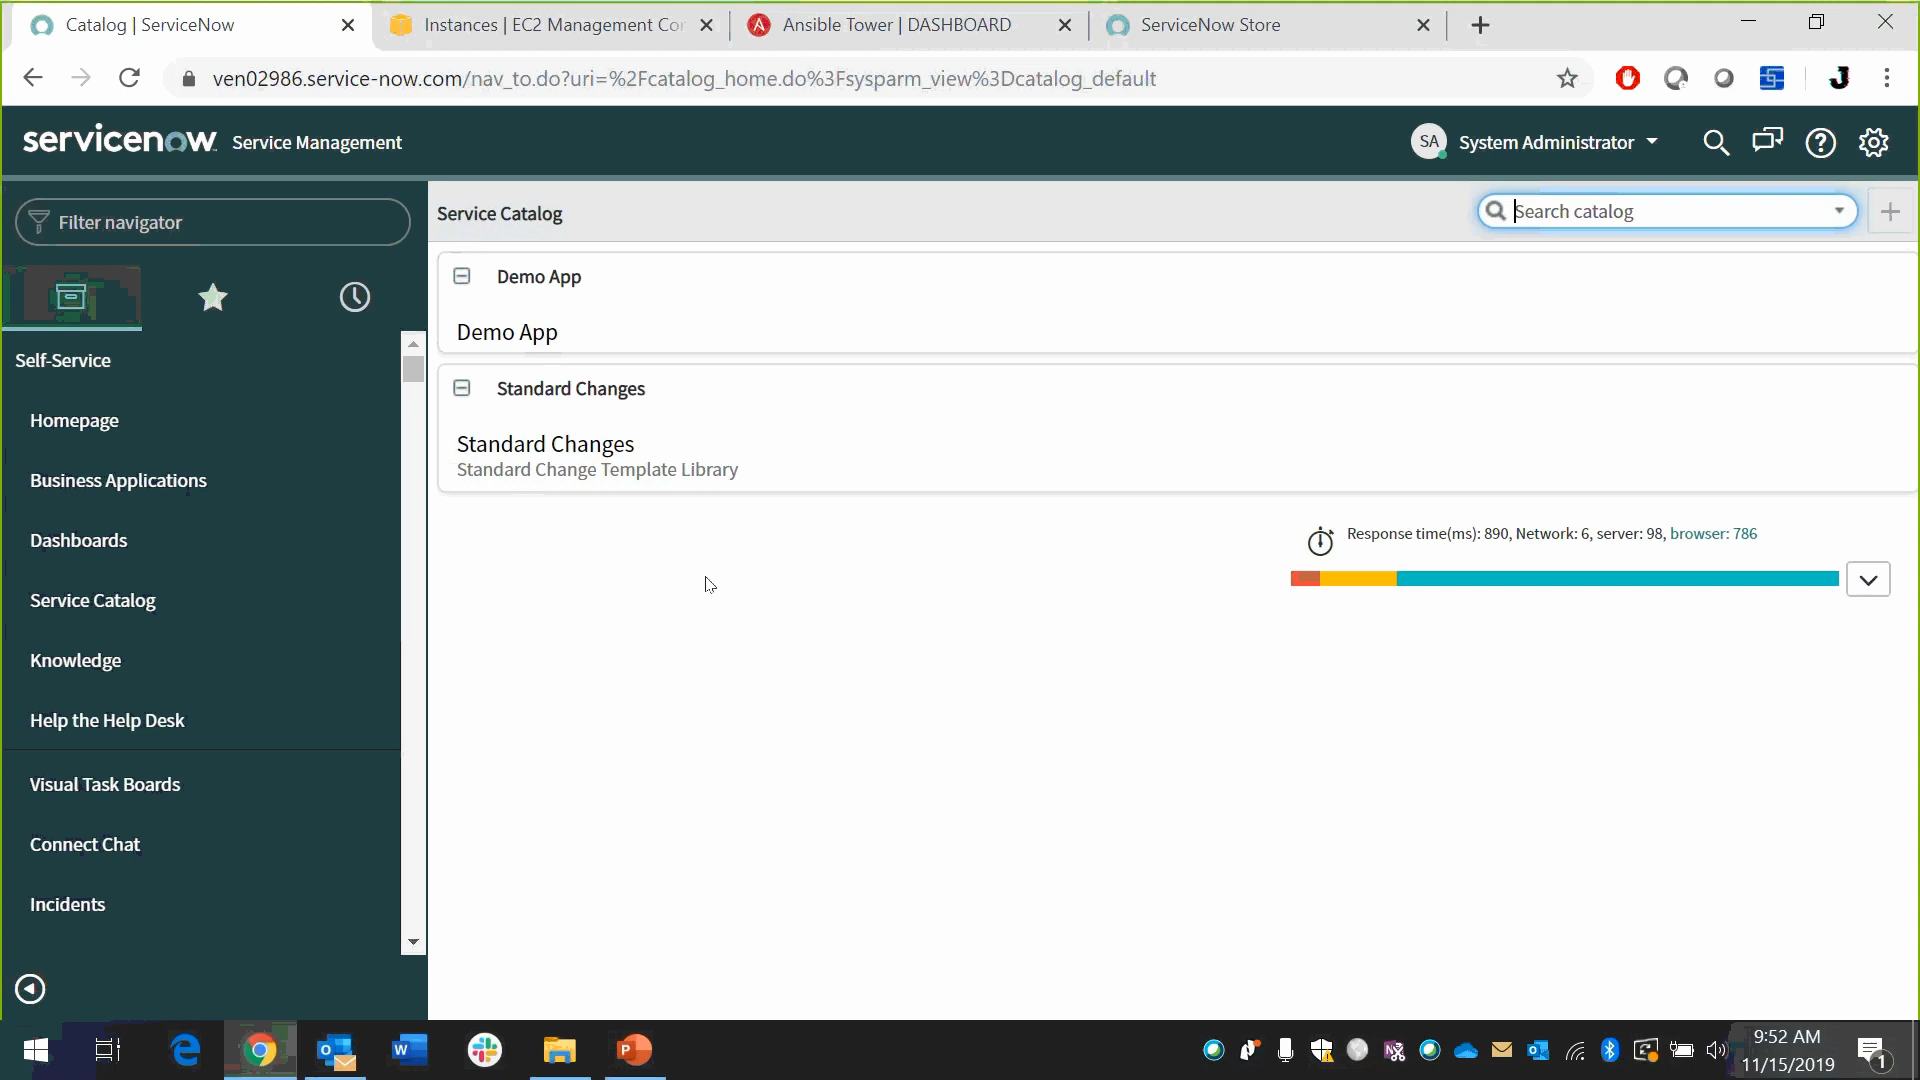 Catalog | ServiceNow
Instances | EC2 Management Cor
Ansible Tower | DASHBOARD
ServiceNow Store
ven02986.service-now.com/nav_to.do?uri=%2Fcatalog_home.do%3Fsysparm_view%3Dcatalog_default
servicenow Service Management
SA System Administrator
Filter navigator
Service Catalog
Search catalog
Demo App
Demo App
Standard Changes
Standard Changes
Standard Change Template Library
Response time(ms): 890, Network: 6, server: 98, browser: 786
Self-Service
Homepage
Business Applications
Dashboards
Service Catalog
Knowledge
Help the Help Desk
Visual Task Boards
Connect Chat
Incidents
9:52 AM
11/15/2019
1